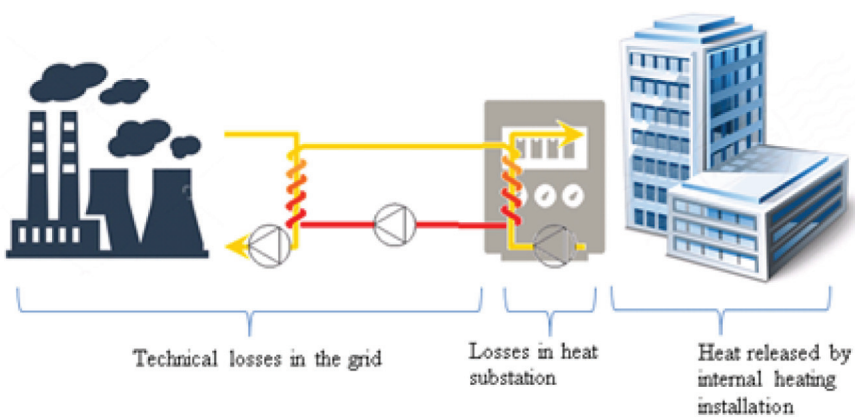 Technical losses in the grid
Losses in heat
substation
Heat released by
internal heating
installation